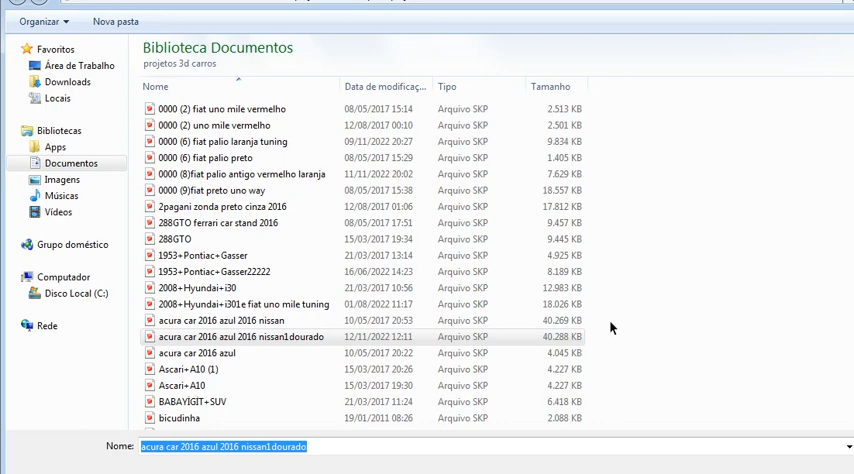 Organizar Nova pasta
Favoritos
Área de Trabalho
Downloads
Locais
Bibliotecas
Apps
Documentos
Imagens
Músicas
Vídeos
Grupo doméstico
Computador
Disco Local (C:)
Rede
Biblioteca Documentos
projetos 3d carros
Nome Data de modificaç... Tipo Tamanho
0000 (2) fiat uno mile vermelho 08/05/2017 15:14 Arquivo SKP 2.513 KB
0000 (2) uno mile vermelho 12/08/2017 00:10 Arquivo SKP 2.501 KB
0000 (6) fiat palio laranja tuning 09/11/2022 20:27 Arquivo SKP 9.834 KB
0000 (6) fiat palio preto 08/05/2017 15:29 Arquivo SKP 1.405 KB
0000 (8)fiat palio antigo vermelho laranja 11/11/2022 20:02 Arquivo SKP 7.629 KB
0000 (9)fiat preto uno way 08/05/2017 15:38 Arquivo SKP 18.557 KB
2pagani zonda preto cinza 2016 12/08/2017 01:06 Arquivo SKP 17.812 KB
288GTO ferrari car stand 2016 08/05/2017 17:51 Arquivo SKP 9.457 KB
288GTO 15/03/2017 19:34 Arquivo SKP 9.445 KB
1953+Pontiac+Gasser 21/03/2017 13:14 Arquivo SKP 4.925 KB
1953+Pontiac+Gasser22222 16/06/2022 14:23 Arquivo SKP 8.189 KB
2008+Hyundai+i30 21/03/2017 10:56 Arquivo SKP 12.983 KB
2008+Hyundai+i301e fiat uno mile tuning 01/08/2022 11:17 Arquivo SKP 18.026 KB
acura car 2016 azul 2016 nissan 10/05/2017 20:53 Arquivo SKP 40.269 KB
acura car 2016 azul 2016 nissan1dourado 12/11/2022 12:11 Arquivo SKP 40.288 KB
acura car 2016 azul 10/05/2017 20:22 Arquivo SKP 4.045 KB
Ascari+A10 (1) 15/03/2017 20:26 Arquivo SKP 4.227 KB
Ascari+A10 15/03/2017 19:30 Arquivo SKP 4.227 KB
BABAYİGİT+SUV 21/03/2017 11:24 Arquivo SKP 6.418 KB
bicudinha 19/01/2011 08:26 Arquivo SKP 2.088 KB
Nome: acura car 2016 azul 2016 nissan1dourado